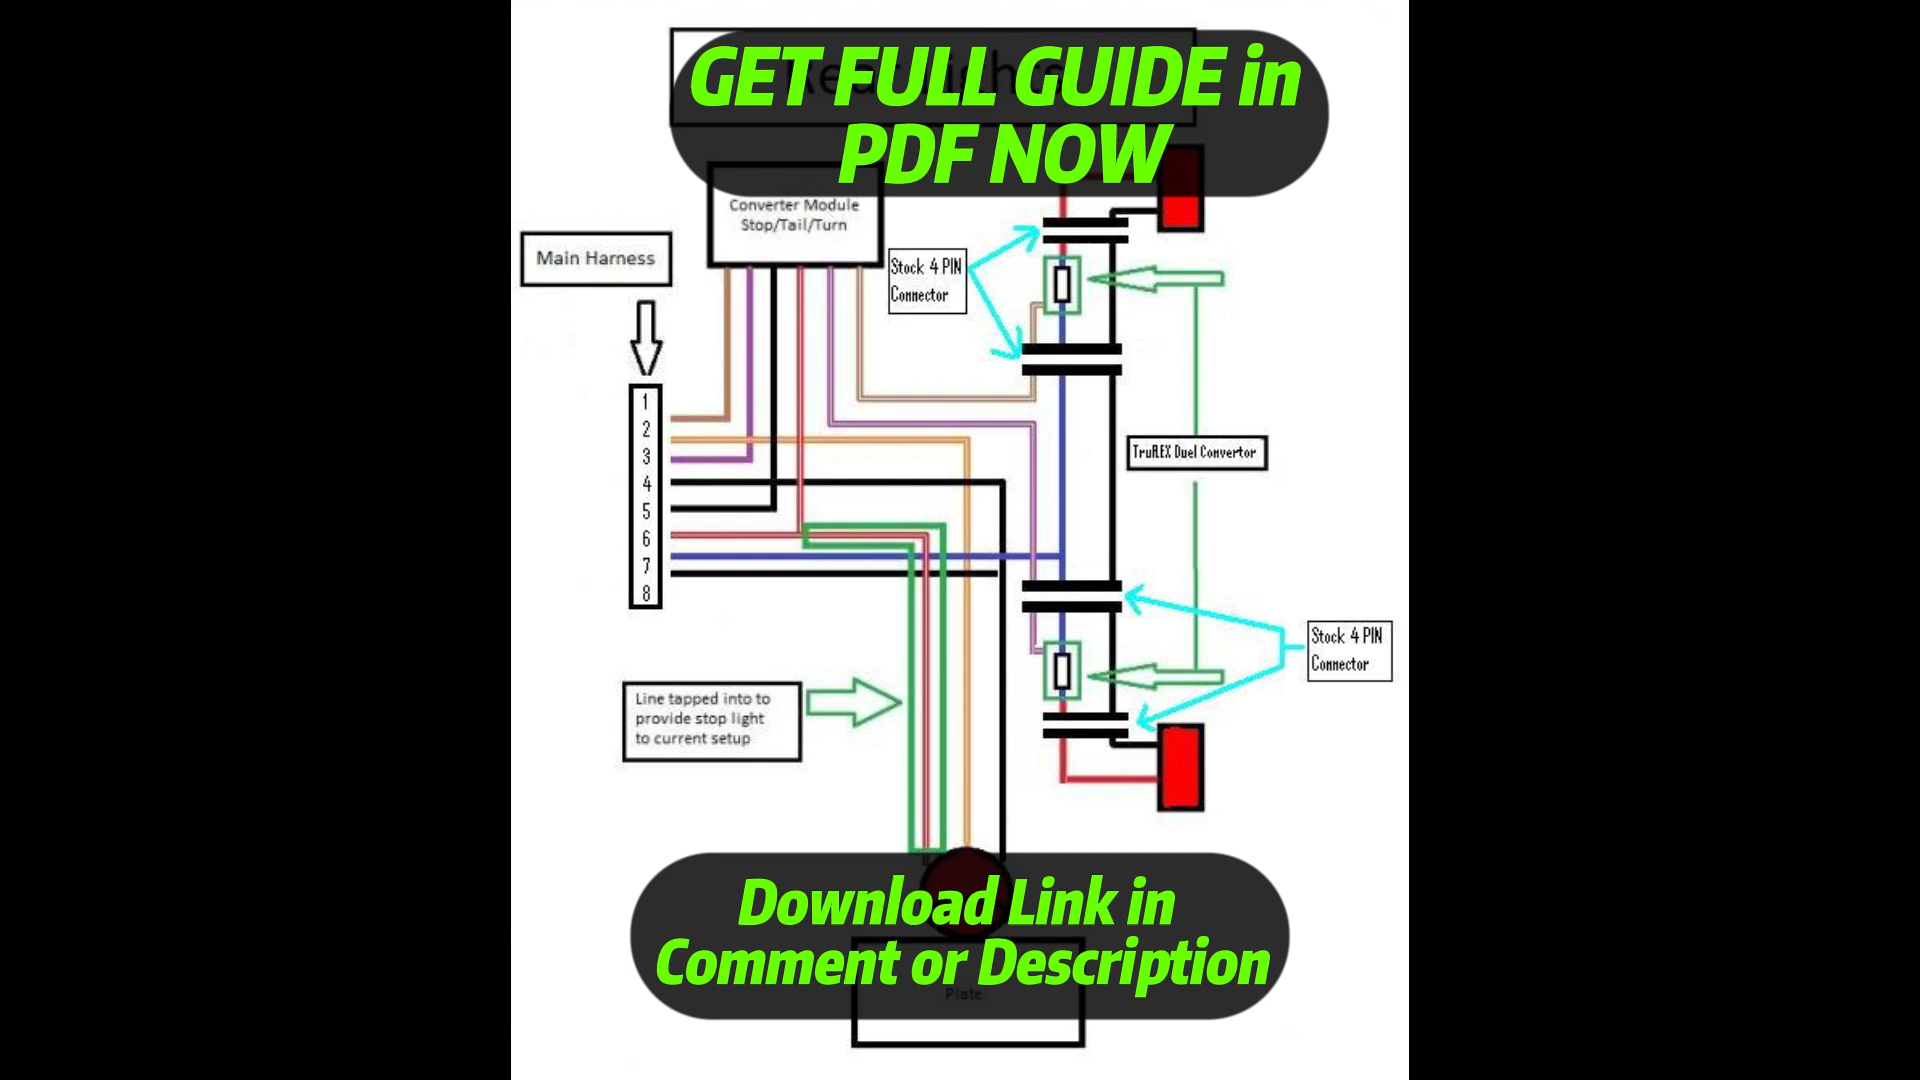 GET FULL GUIDE in
PDF NOW
Converter Module
Stop/Tail/Turn
Main Harness
Stock 4 PIN
Connector
1
2
3
4
5
6
7
8
TruFLEX Duel Convertor
Stock 4 PIN
Connector
Line tapped into to
provide stop light
to current setup
Download Link in
Comment or Description
Plate